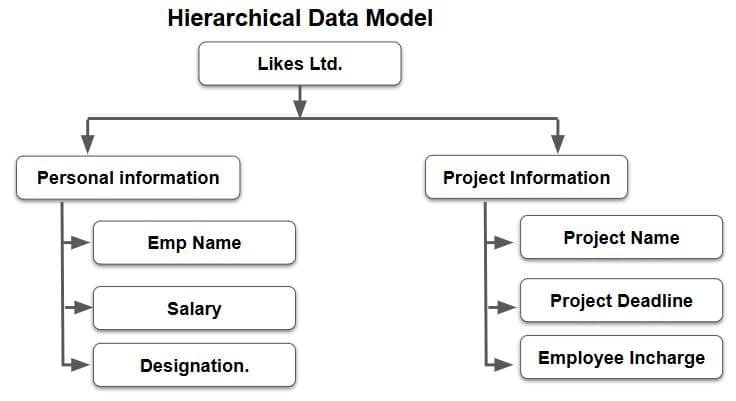 Hierarchical Data Model
Likes Ltd.
Personal information
Emp Name
Salary
Designation.
Project Information
Project Name
Project Deadline
Employee Incharge